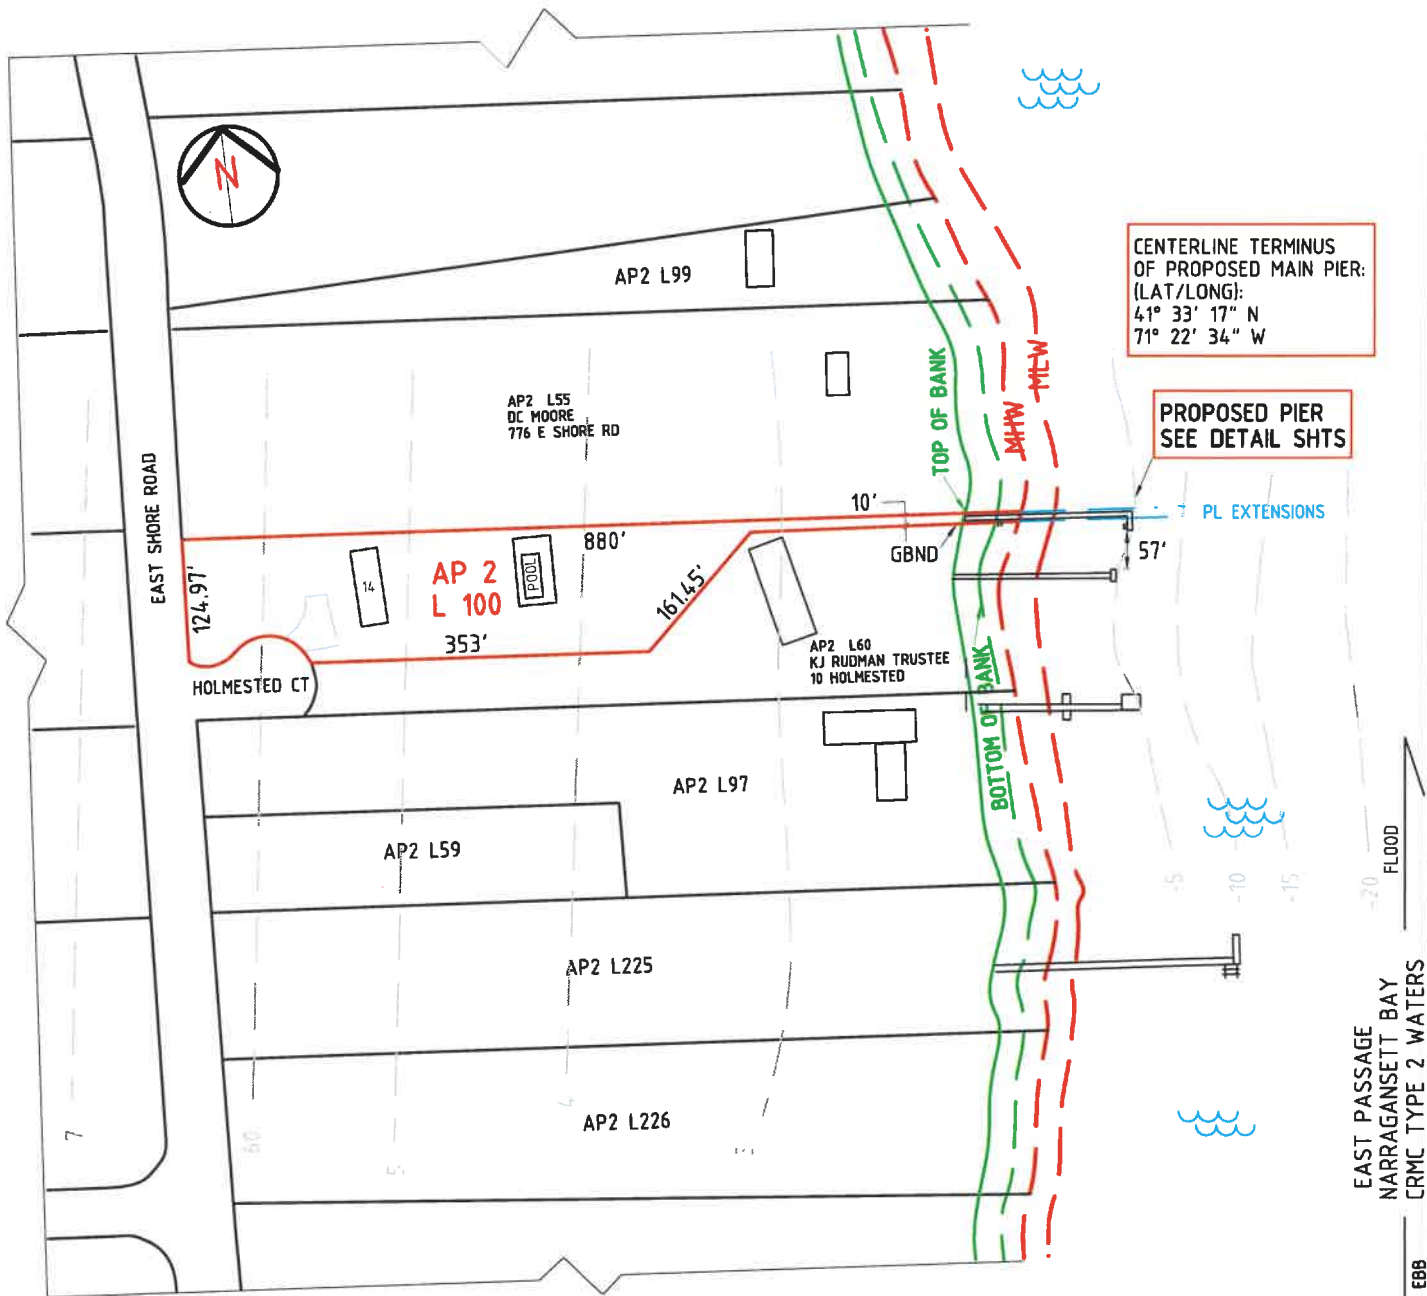 N
CENTERLINE TERMINUS
OF PROPOSED MAIN PIER:
(LAT/LONG):
41° 33' 17" N
71° 22' 34" W
AP2 L99
TOP OF BANK
MHW
MLW
AP2 L55
DC MOORE
776 E SHORE RD
PROPOSED PIER
SEE DETAIL SHTS
EAST SHORE ROAD
10'
PL EXTENSIONS
880'
GBND
57'
14
AP 2
L 100
POOL
124.97'
161.45'
353'
AP2 L60
KJ RUDMAN TRUSTEE
10 HOLMESTED
HOLMESTED CT
BOTTOM OF BANK
AP2 L97
AP2 L59
FLOOD
-5
-10
-15
-20
AP2 L225
AP2 L226
7
60
5
4
EAST PASSAGE
NARRAGANSETT BAY
CRMC TYPE 2 WATERS
EBB